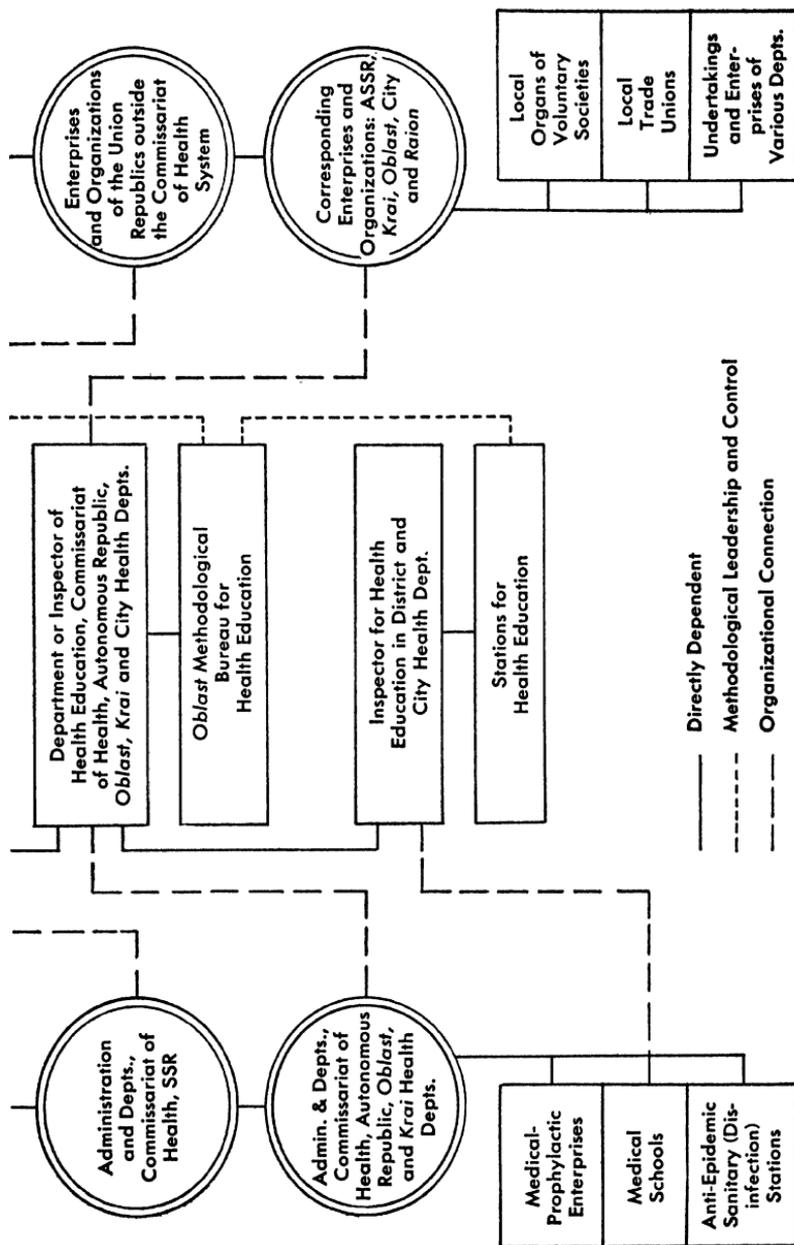 Administration
and Depts.,
Commissariat of
Health, SSR
Admin. & Depts.,
Commissariat of
Health, Autonomous
Republic, Oblast,
and Krai Health
Depts.
Medical-
Prophylactic
Enterprises
Medical
Schools
Anti-Epidemic
Sanitary (Dis-
infection)
Stations
Department or Inspector of
Health Education, Commissariat
of Health, Autonomous Republic,
Oblast, Krai and City Health Depts.
Oblast Methodological
Bureau for
Health Education
Inspector for Health
Education in District and
City Health Dept.
Stations for
Health Education
Enterprises
and Organizations
of the Union
Republics outside
the Commissariat
of Health
System
Corresponding
Enterprises and
Organizations: ASSR,
Krai, Oblast, City
and Raion
Local
Organs of
Voluntary
Societies
Local
Trade
Unions
Undertakings
and Enter-
prises of
Various Depts.
Directly Dependent
Methodological Leadership and Control
Organizational Connection